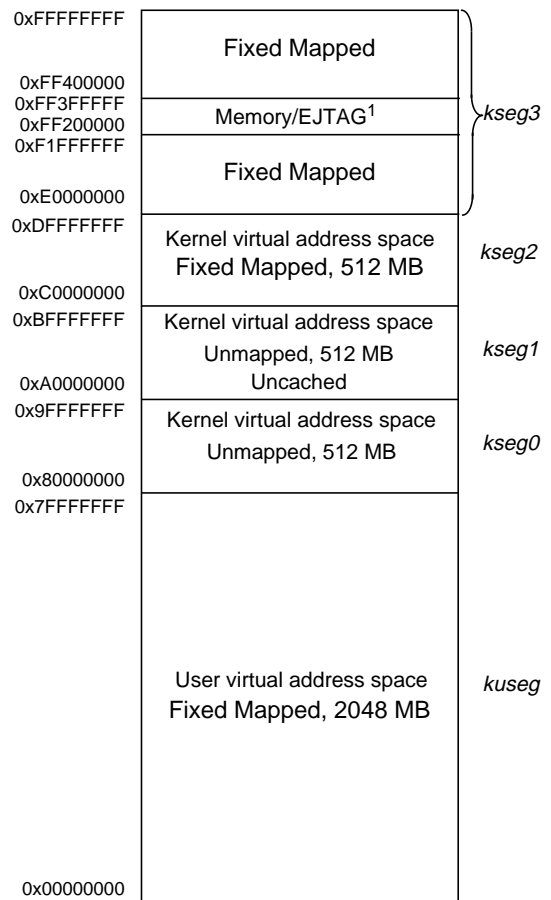 0xFFFFFFFF
Fixed Mapped
0xFF400000
0xFF3FFFFF
Memory/EJTAG1
kseg3
0xFF200000
0xF1FFFFFF
Fixed Mapped
0xE0000000
0xDFFFFFFF
Kernel virtual address space
Fixed Mapped, 512 MB
kseg2
0xC0000000
0xBFFFFFFF
Kernel virtual address space
Unmapped, 512 MB
kseg1
Uncached
0xA0000000
0x9FFFFFFF
Kernel virtual address space
Unmapped, 512 MB
kseg0
0x80000000
0x7FFFFFFF
User virtual address space
kuseg
Fixed Mapped, 2048 MB
0x00000000